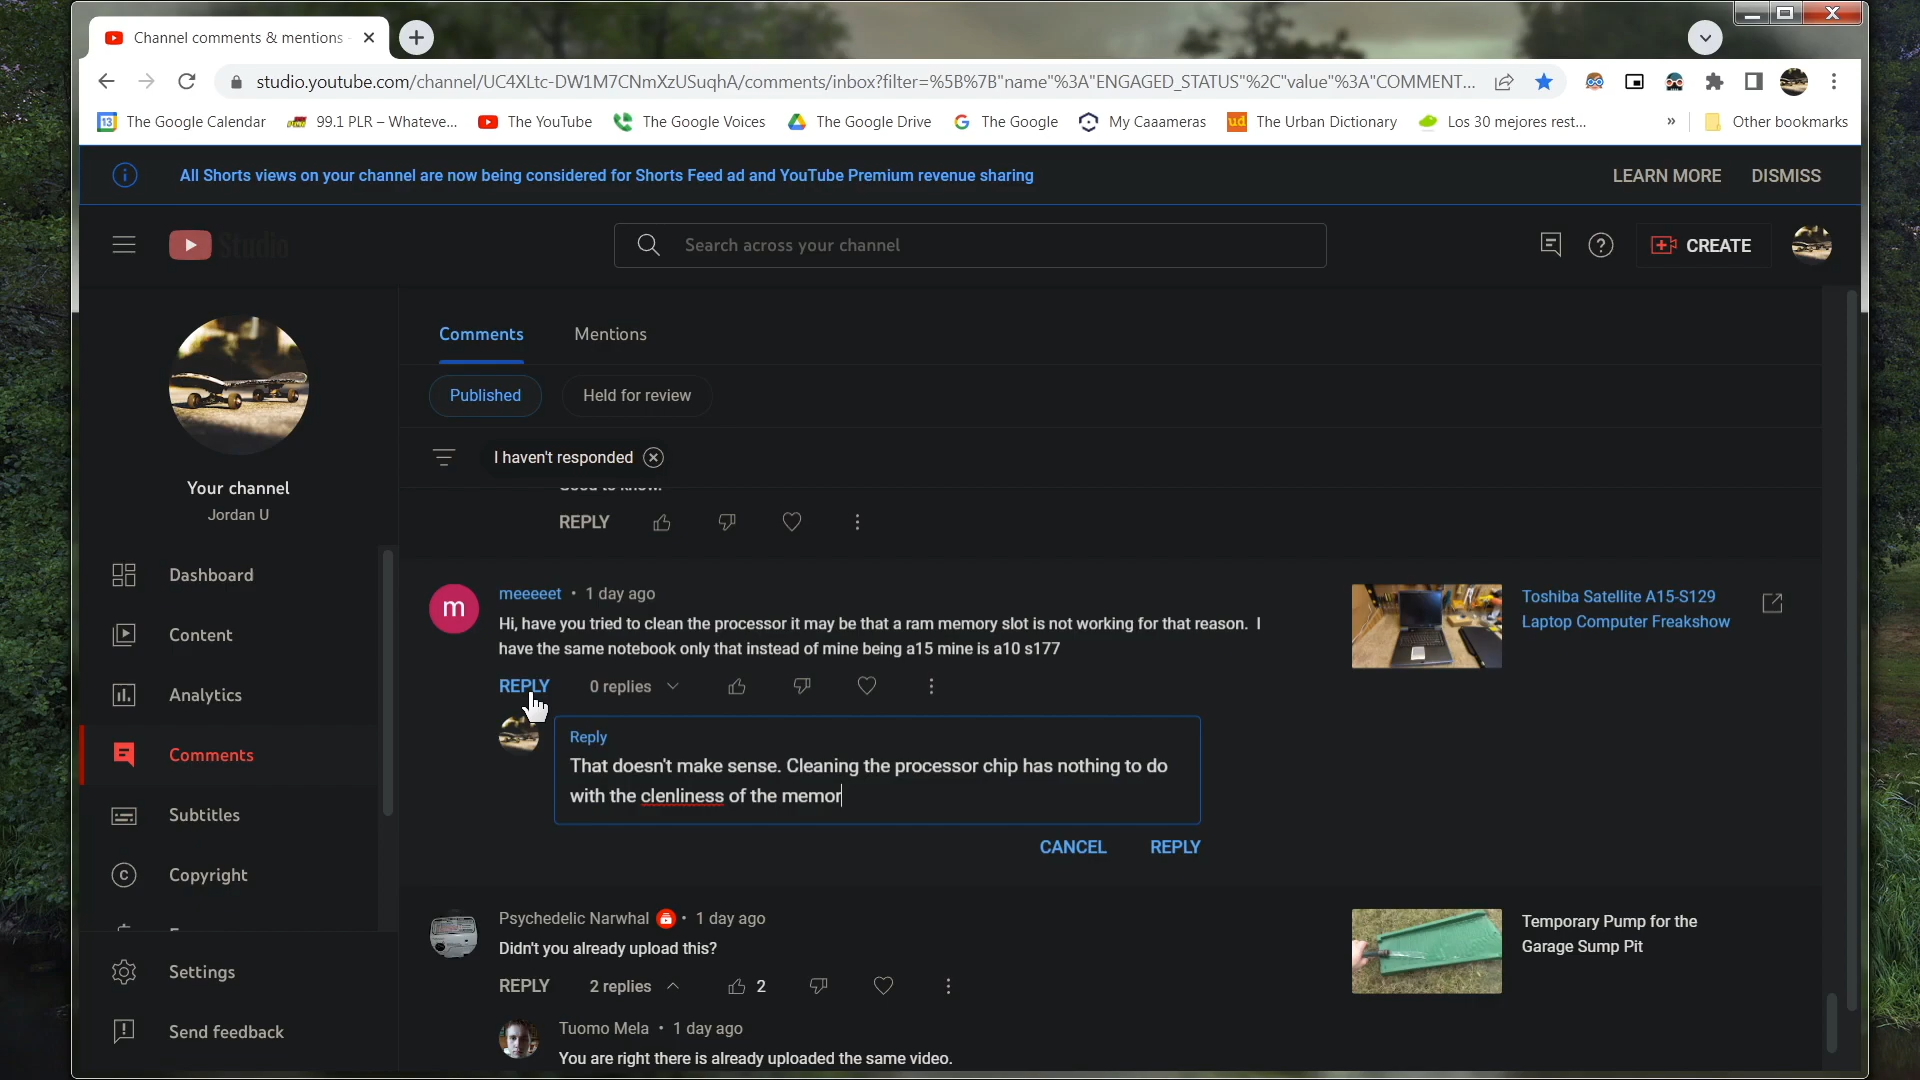 Channel comments & mentions
studio.youtube.com/channel/UC4XLtc-DW1M7CNmXzUSuqhA/comments/inbox?filter=%5B%7B"name"%3A"ENGAGED_STATUS"%2C"value"%3A"COMMENT...
13 The Google Calendar 99.1 PLR – Whateve... The YouTube The Google Voices The Google Drive The Google My Caaameras ud The Urban Dictionary Los 30 mejores rest... » Other bookmarks
All Shorts views on your channel are now being considered for Shorts Feed ad and YouTube Premium revenue sharing LEARN MORE DISMISS
Studio Search across your channel CREATE
Comments Mentions
Published Held for review
I haven't responded
Your channel
Jordan U
Dashboard
Content
Analytics
Comments
Subtitles
Copyright
Settings
Send feedback
Good to know.
REPLY
m
meeeeet • 1 day ago
Hi, have you tried to clean the processor it may be that a ram memory slot is not working for that reason. I
have the same notebook only that instead of mine being a15 mine is a10 s177
REPLY 0 replies
Toshiba Satellite A15-S129
Laptop Computer Freakshow
Reply
That doesn't make sense. Cleaning the processor chip has nothing to do
with the clenliness of the memor
CANCEL REPLY
Psychedelic Narwhal • 1 day ago
Didn't you already upload this?
REPLY 2 replies 2
Temporary Pump for the
Garage Sump Pit
Tuomo Mela • 1 day ago
You are right there is already uploaded the same video.